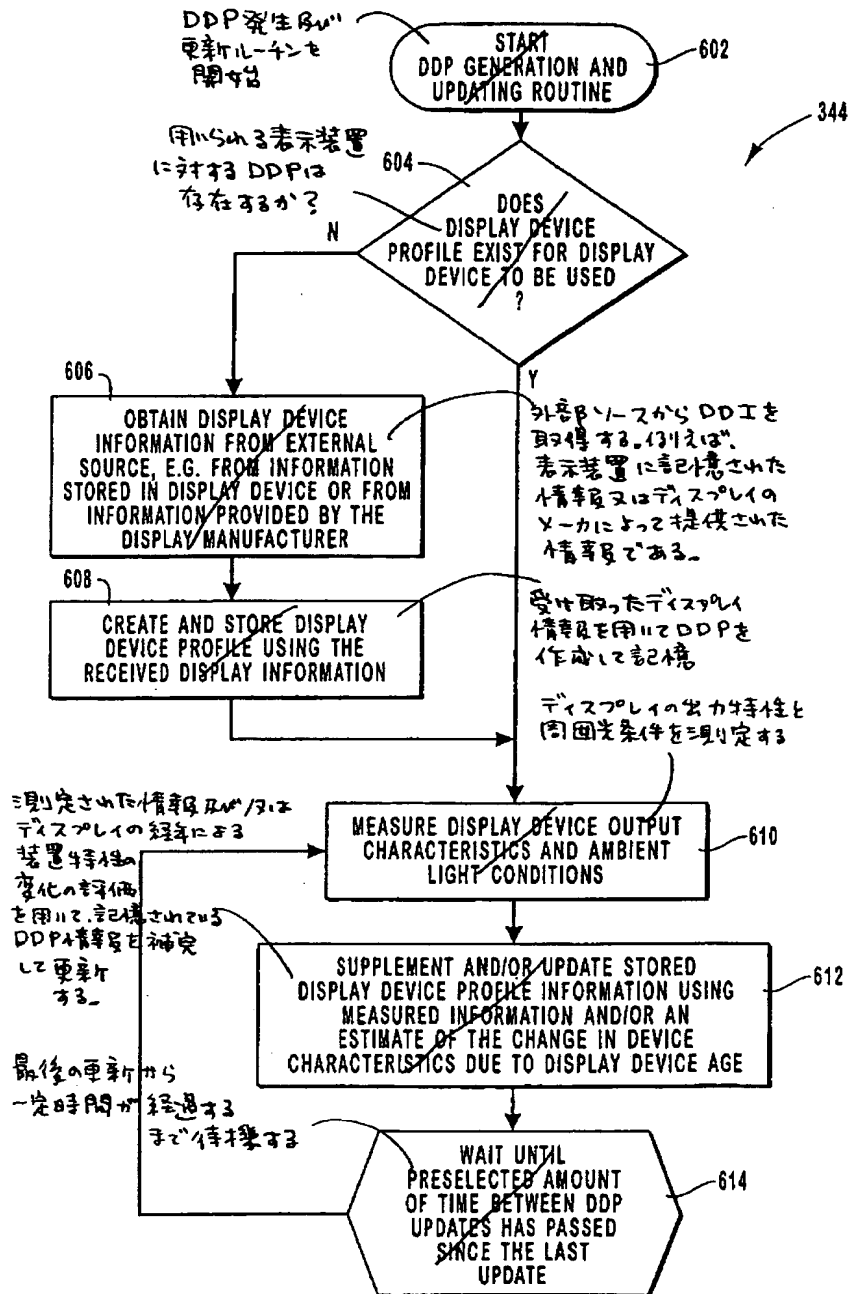 DDP発生及び
更新ルーチンを
開始
START
DDP GENERATION AND
UPDATING ROUTINE
602
344
用いられる表示装置
に対するDDPは
存在するか?
604
DOES
DISPLAY DEVICE
PROFILE EXIST FOR DISPLAY
DEVICE TO BE USED
?
N
Y
606
OBTAIN DISPLAY DEVICE
INFORMATION FROM EXTERNAL
SOURCE, E.G. FROM INFORMATION
STORED IN DISPLAY DEVICE OR FROM
INFORMATION PROVIDED BY THE
DISPLAY MANUFACTURER
外部ソースからDDIを
取得する。例えば、
表示装置に記憶された
情報又はディスプレイの
メーカによって提供された
情報である。
608
CREATE AND STORE DISPLAY
DEVICE PROFILE USING THE
RECEIVED DISPLAY INFORMATION
受け取ったディスプレイ
情報を用いてDDPを
作成して記憶
ディスプレイの出力特性と
周囲光条件を測定する
MEASURE DISPLAY DEVICE OUTPUT
CHARACTERISTICS AND AMBIENT
LIGHT CONDITIONS
610
測定された情報及び/又は
ディスプレイの経年による
装置特性の
変化の評価
を用いて、記憶されている
DDP情報を補完
して更新
する。
SUPPLEMENT AND/OR UPDATE STORED
DISPLAY DEVICE PROFILE INFORMATION USING
MEASURED INFORMATION AND/OR AN
ESTIMATE OF THE CHANGE IN DEVICE
CHARACTERISTICS DUE TO DISPLAY DEVICE AGE
612
最後の更新から
一定時間が経過する
まで待機する
WAIT UNTIL
PRESELECTED AMOUNT
OF TIME BETWEEN DDP
UPDATES HAS PASSED
SINCE THE LAST
UPDATE
614